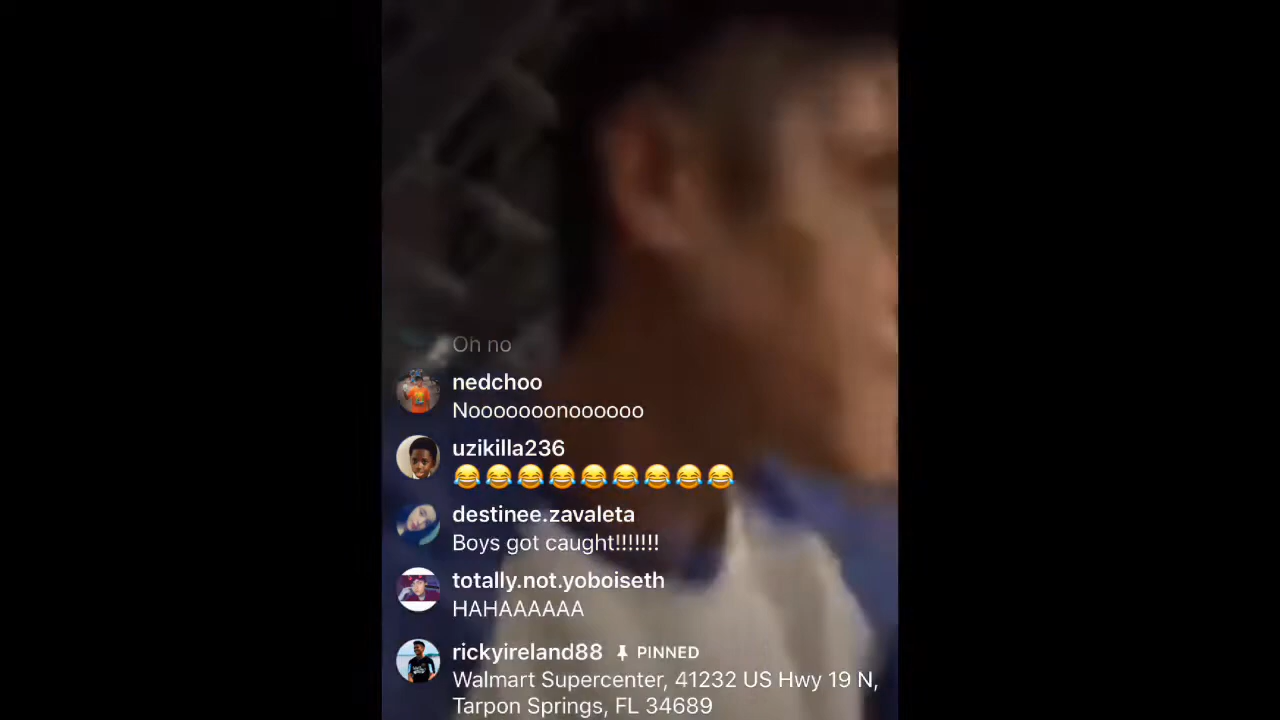 Oh no
nedchoo
Nooooooonoooooo
uzikilla236
😂😂😂😂😂😂😂😂😂
destinee.zavaleta
Boys got caught!!!!!!!
totally.not.yoboiseth
HAHAAAAAA
rickyireland88 PINNED
Walmart Supercenter, 41232 US Hwy 19 N,
Tarpon Springs, FL 34689